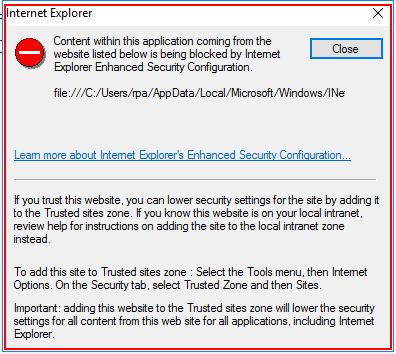 Internet Explorer
Content within this application coming from the
website listed below is being blocked by Internet
Explorer Enhanced Security Configuration.
Close
file:///C:/Users/rpa/AppData/Local/Microsoft/Windows/INe
Learn more about Internet Explorer's Enhanced Security Configuration...
If you trust this website, you can lower security settings for the site by adding it
to the Trusted sites zone. If you know this website is on your local intranet,
review help for instructions on adding the site to the local intranet zone
instead.
To add this site to Trusted sites zone : Select the Tools menu, then Internet
Options. On the Security tab, select Trusted Zone and then Sites.
Important: adding this website to the Trusted sites zone will lower the security
settings for all content from this web site for all applications, including Internet
Explorer.